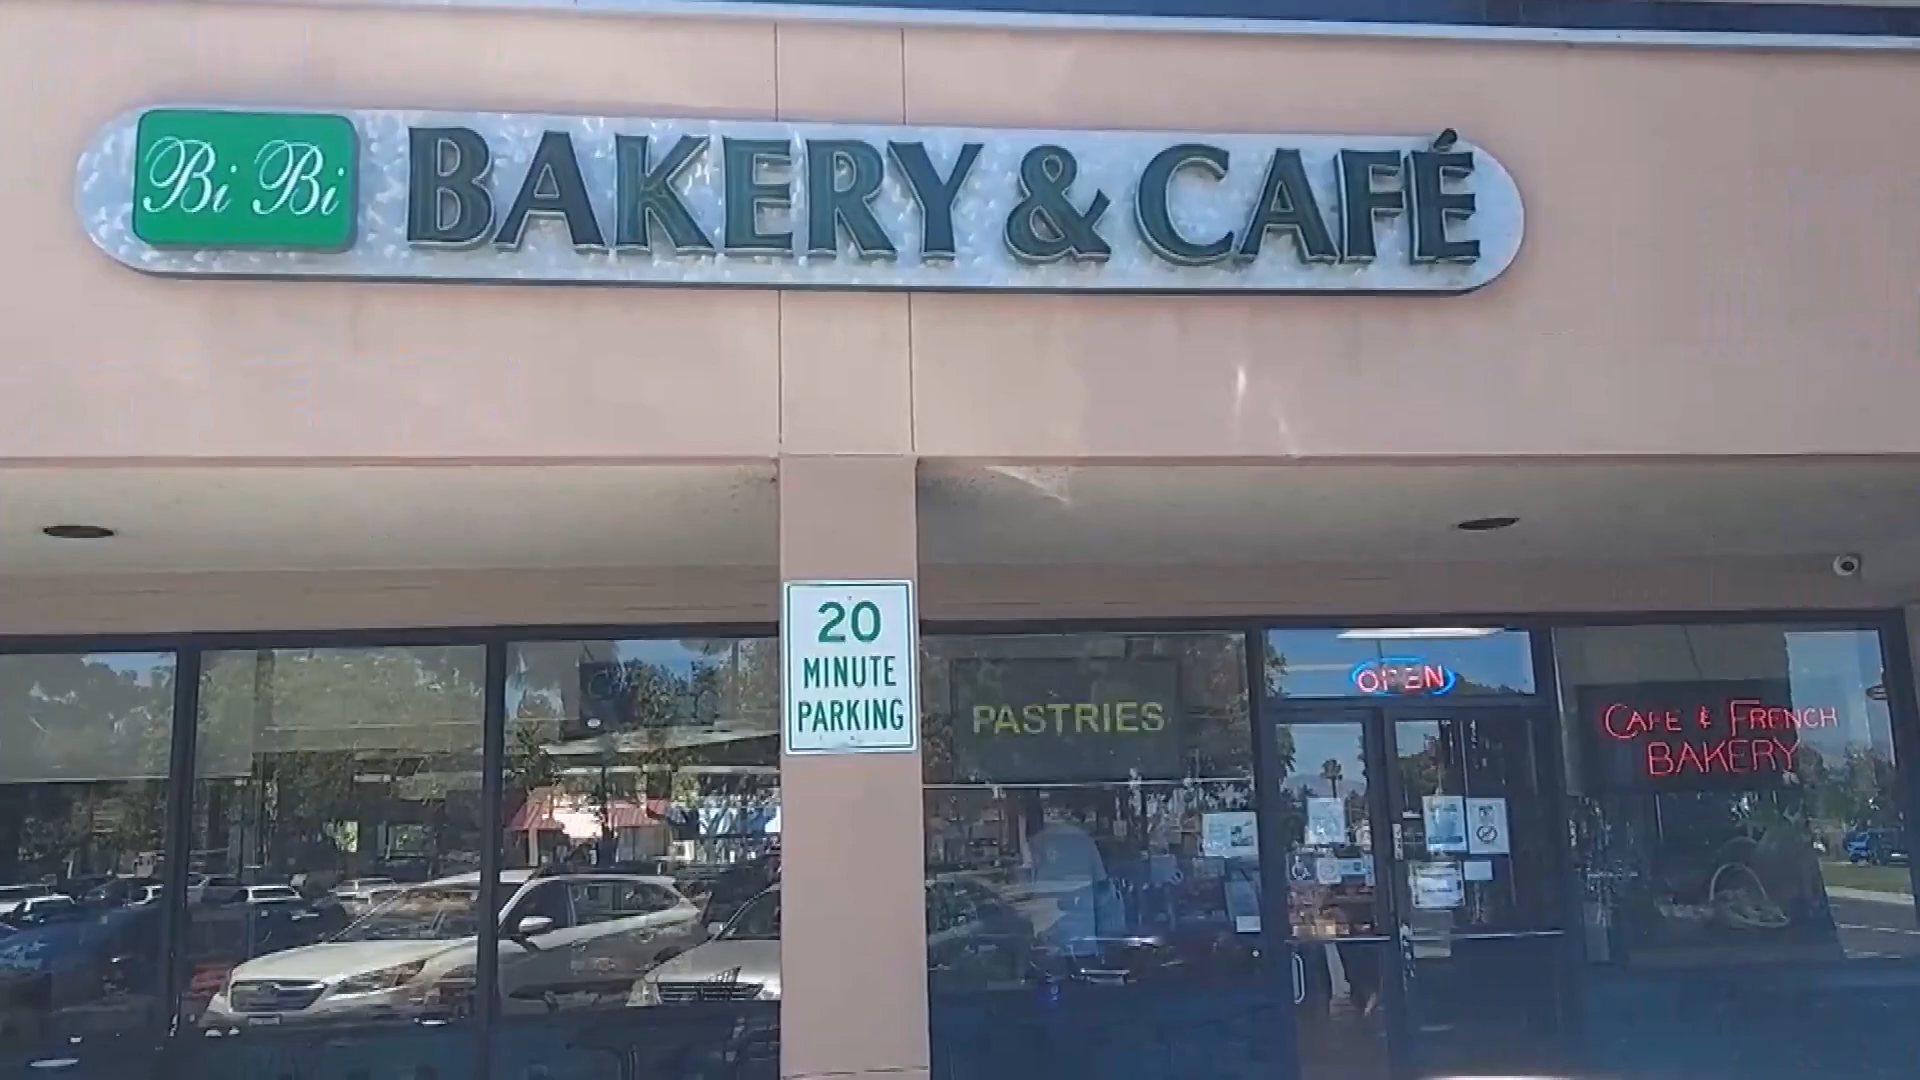 Bi Bi BAKERY & CAFÉ
20
MINUTE
PARKING
PASTRIES
OPEN
CAFE & FRENCH
BAKERY